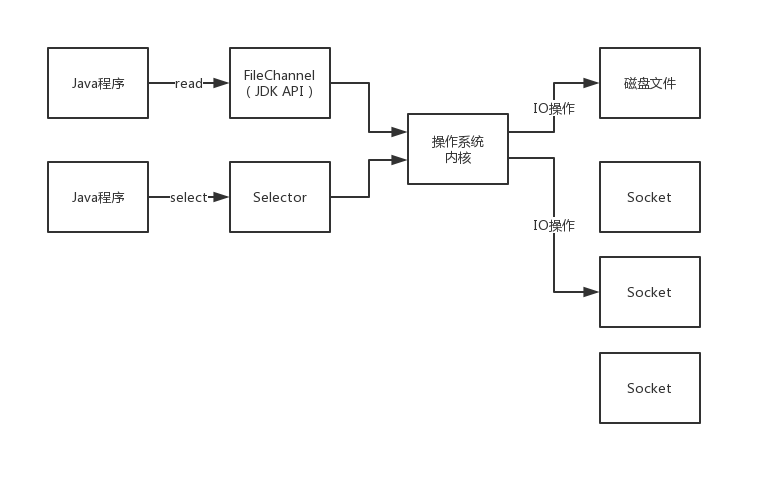 Java程序
read
FileChannel
（ JDK API ）
操作系统
内核
IO操作
磁盘文件
Java程序
select
Selector
IO操作
Socket
Socket
Socket